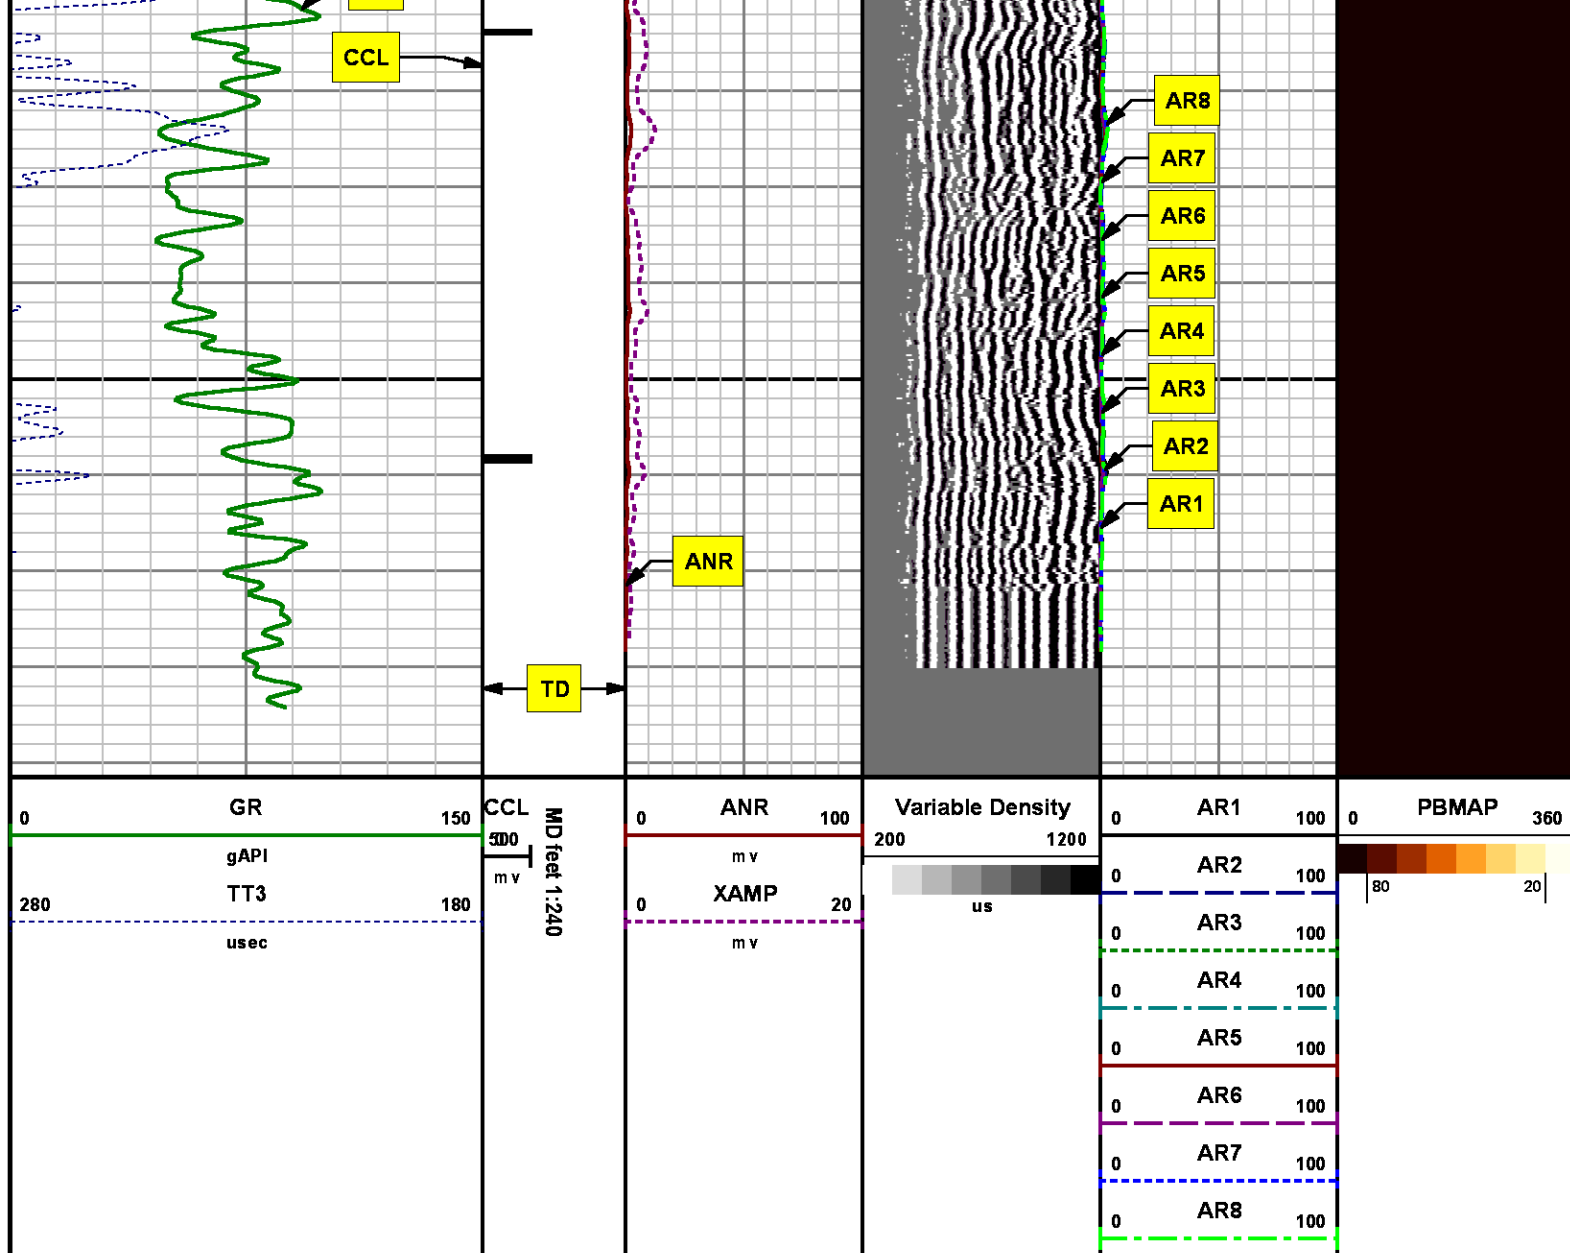 CCL
AR8
AR7
AR6
AR5
AR4
AR3
AR2
AR1
ANR
TD
GR
0 150
gAPI
TT3
280 180
usec
CCL
500
mv
MD feet 1:240
ANR
0 100
mv
XAMP
0 20
mv
Variable Density
200 1200
us
AR1
0 100
AR2
0 100
AR3
0 100
AR4
0 100
AR5
0 100
AR6
0 100
AR7
0 100
AR8
0 100
PBMAP
0 360
80 20